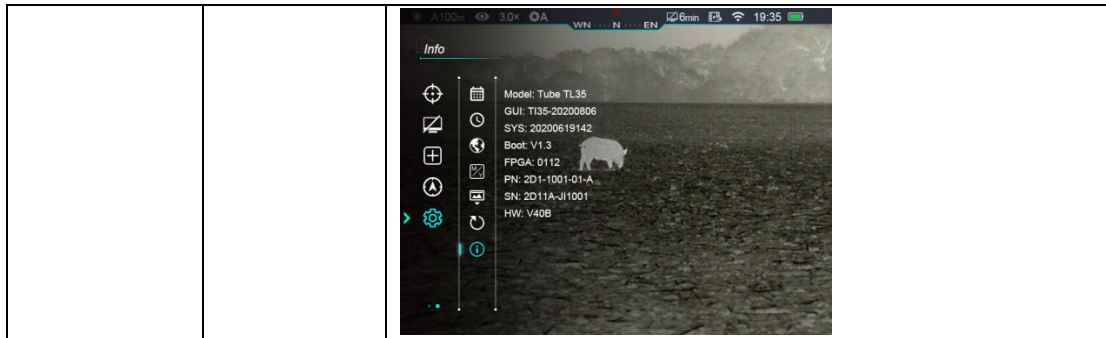 A100m 3.0× A WN N EN 6min 19:35
Info
Model: Tube TL35
GUI: TI35-20200806
SYS: 20200619142
Boot: V1.3
FPGA: 0112
PN: 2D1-1001-01-A
SN: 2D11A-JI1001
HW: V40B